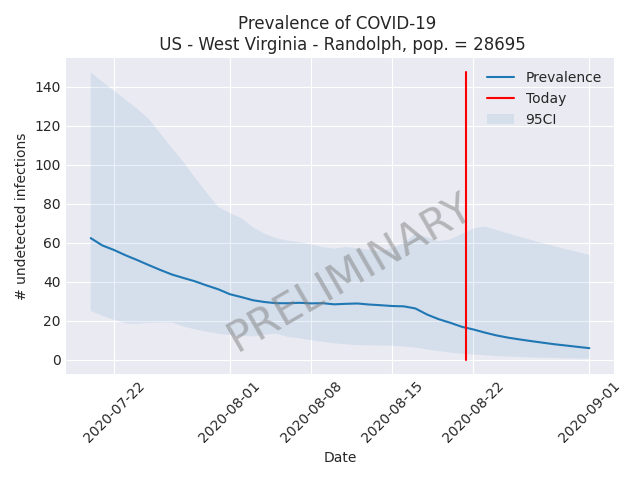 Prevalence of COVID-19
US - West Virginia - Randolph, pop. = 28695
Prevalence
Today
95CI
140
120
100
80
60
40
20
0
# undetected infections
PRELIMINARY
2020-07-22
2020-08-01
2020-08-08
2020-08-15
2020-08-22
2020-09-01
Date